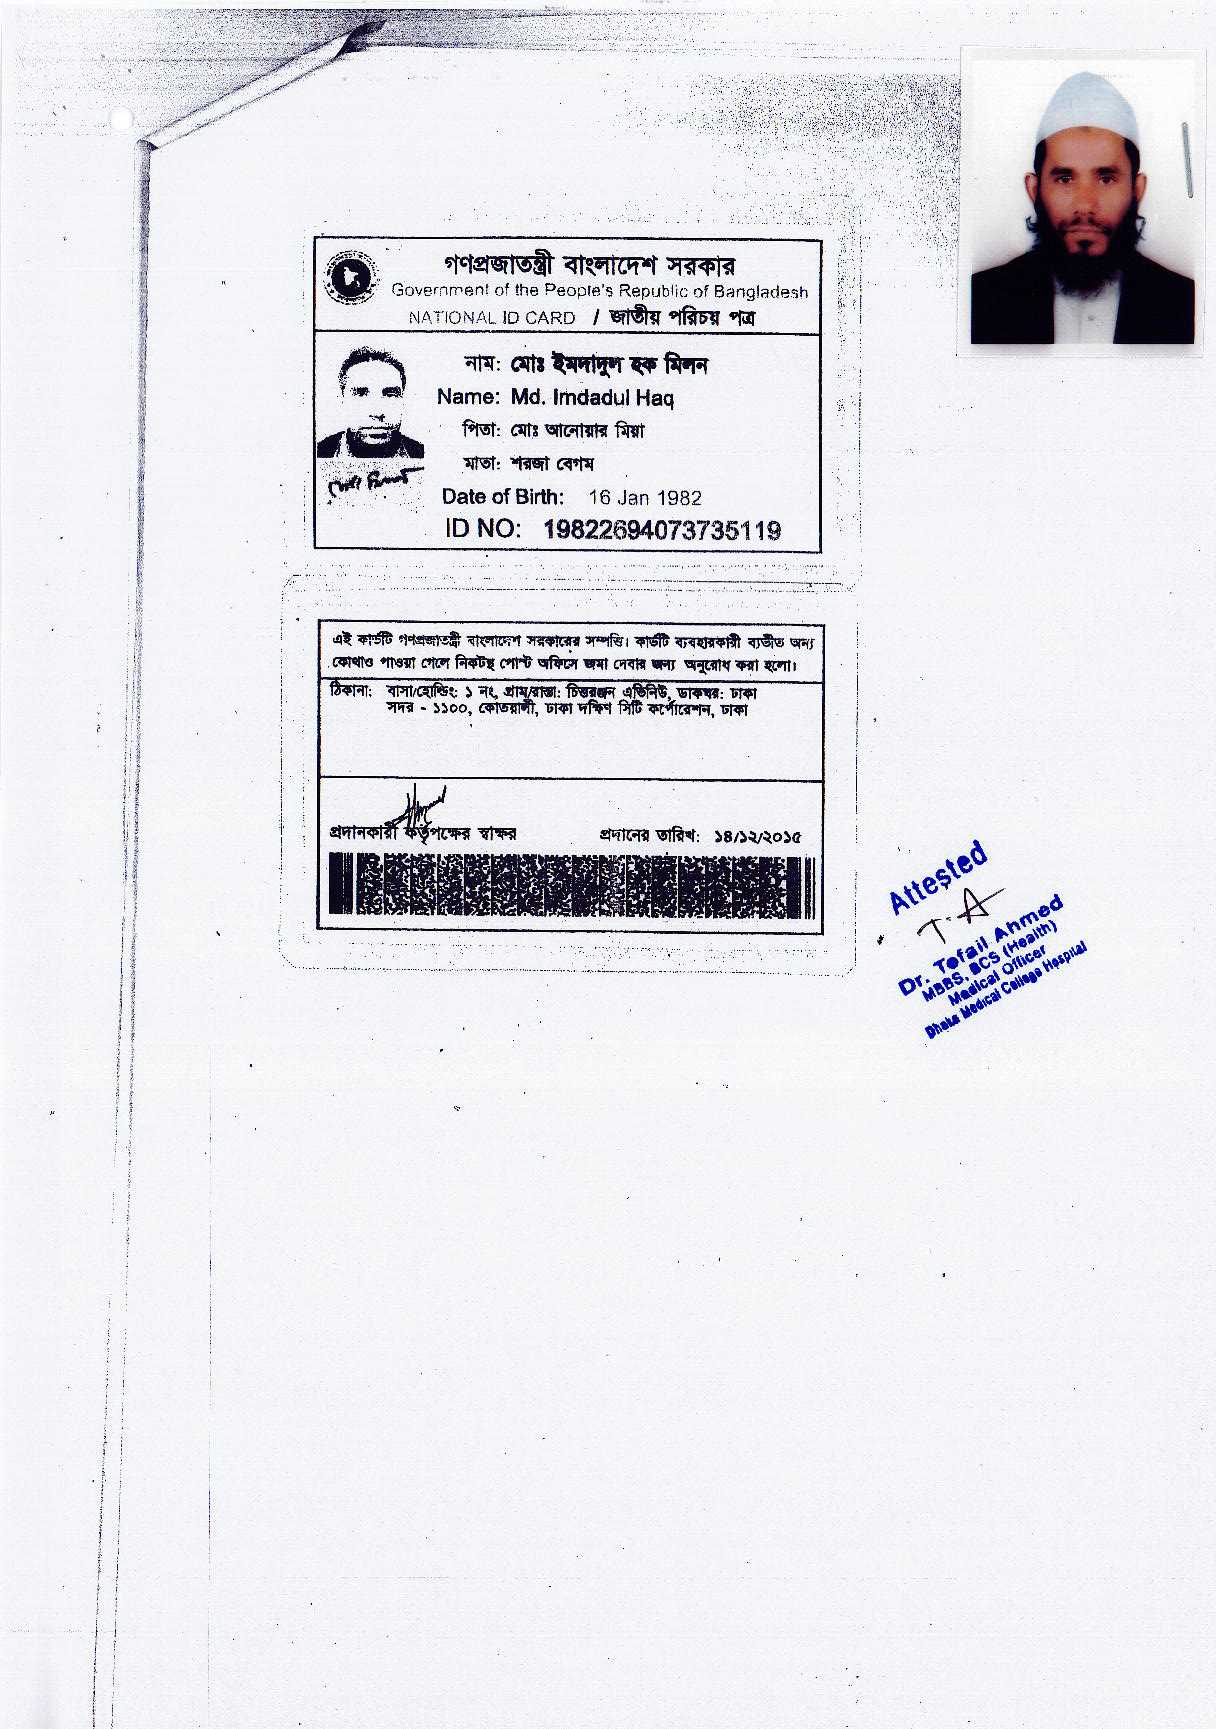 গণপ্রজাতন্ত্রী বাংলাদেশ সরকার
Government of the People's Republic of Bangladesh
NATIONAL ID CARD / জাতীয় পরিচয় পত্র
নাম: মোঃ ইমদাদুল হক মিলন
Name: Md. Imdadul Haq
পিতা: মোঃ আনোয়ার মিয়া
মাতা: শরজা বেগম
Date of Birth: 16 Jan 1982
ID NO: 19822694073735119
এই কার্ডটি গণপ্রজাতন্ত্রী বাংলাদেশ সরকারের সম্পত্তি। কার্ডটি ব্যবহারকারী ব্যতীত অন্য
কোথাও পাওয়া গেলে নিকটস্থ পোস্ট অফিসে জমা দেবার জন্য অনুরোধ করা হলো।
ঠিকানা: বাসা/হোল্ডিং: ১ নং, গ্রাম/রাস্তা: চিত্তরঞ্জন এভিনিউ, ডাকঘর: ঢাকা
সদর - ১১০০, কোতয়ালী, ঢাকা দক্ষিণ সিটি কর্পোরেশন, ঢাকা
প্রদানকারী কর্তৃপক্ষের স্বাক্ষর প্রদানের তারিখ: ১৪/১২/২০১৫
Attested
T. A
Dr. Tofail Ahmed
MBBS, BCS (Health)
Medical Officer
Dhaka Medical College Hospital